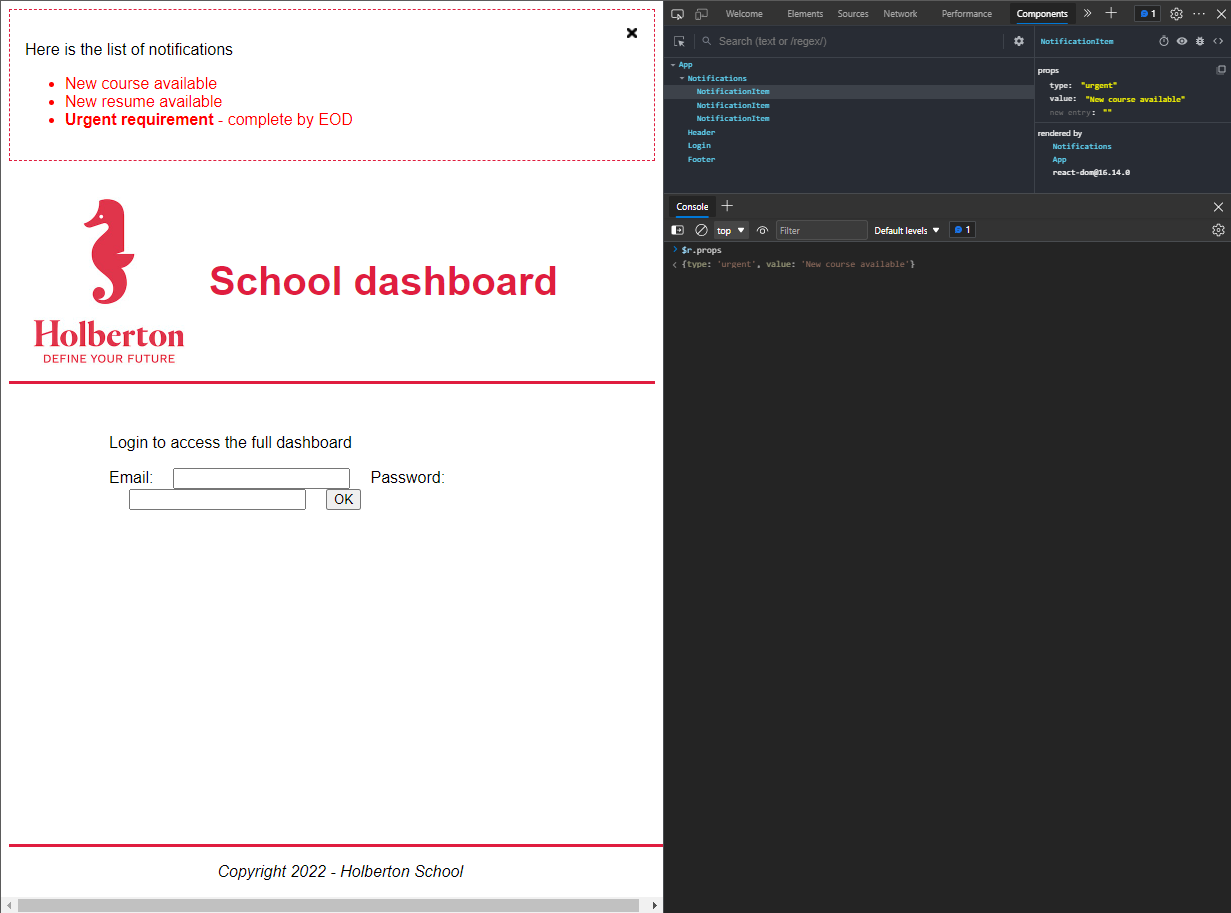 Here is the list of notifications
New course available
New resume available
Urgent requirement - complete by EOD
Holberton
DEFINE YOUR FUTURE
School dashboard
Login to access the full dashboard
Email: Password:
OK
Copyright 2022 - Holberton School
Welcome Elements Sources Network Performance Components 1
Search (text or /regex/)
App
Notifications
NotificationItem
NotificationItem
NotificationItem
Header
Login
Footer
NotificationItem
props
type: "urgent"
value: "New course available"
new entry: ""
rendered by
Notifications
App
react-dom@16.14.0
Console
top Filter Default levels 1
$r.props
{type: 'urgent', value: 'New course available'}